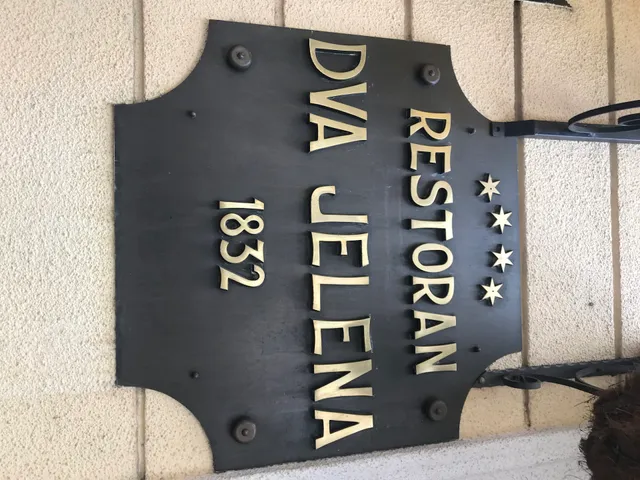 RESTORAN
DVA JELENA
1832